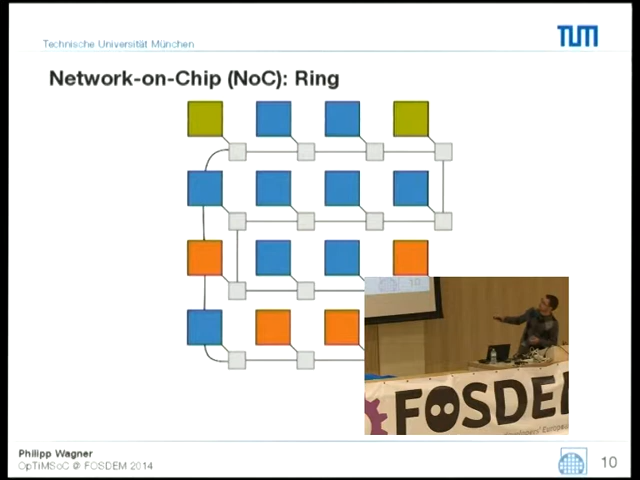 Technische Universität München
TUM
Network-on-Chip (NoC): Ring
FOSDEM
Philipp Wagner
OpTiMSoC @ FOSDEM 2014
10